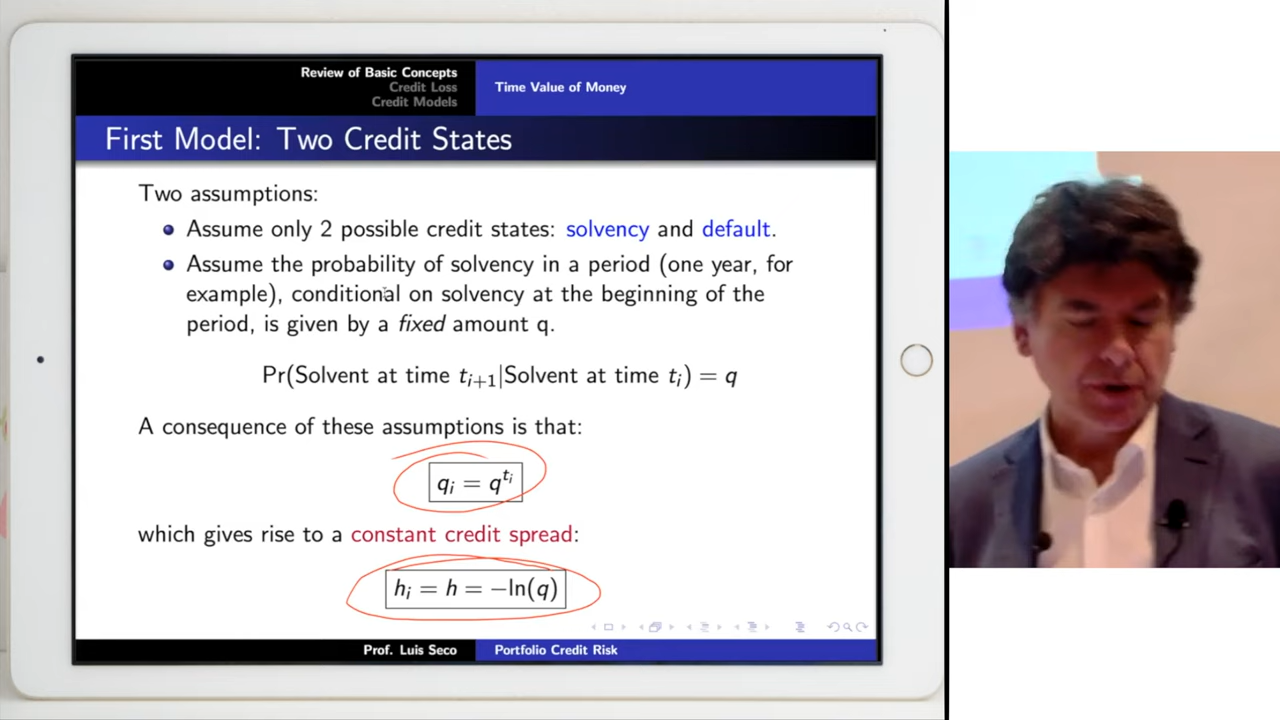 Review of Basic Concepts
Credit Loss
Credit Models
Time Value of Money
First Model: Two Credit States
Two assumptions:
Assume only 2 possible credit states: solvency and default.
Assume the probability of solvency in a period (one year, for
example), conditional on solvency at the beginning of the
period, is given by a fixed amount q.
Pr(Solvent at time t_{i+1}|Solvent at time t_i) = q
A consequence of these assumptions is that:
q_i = q^{t_i}
which gives rise to a constant credit spread:
h_i = h = −ln(q)
Prof. Luis Seco
Portfolio Credit Risk